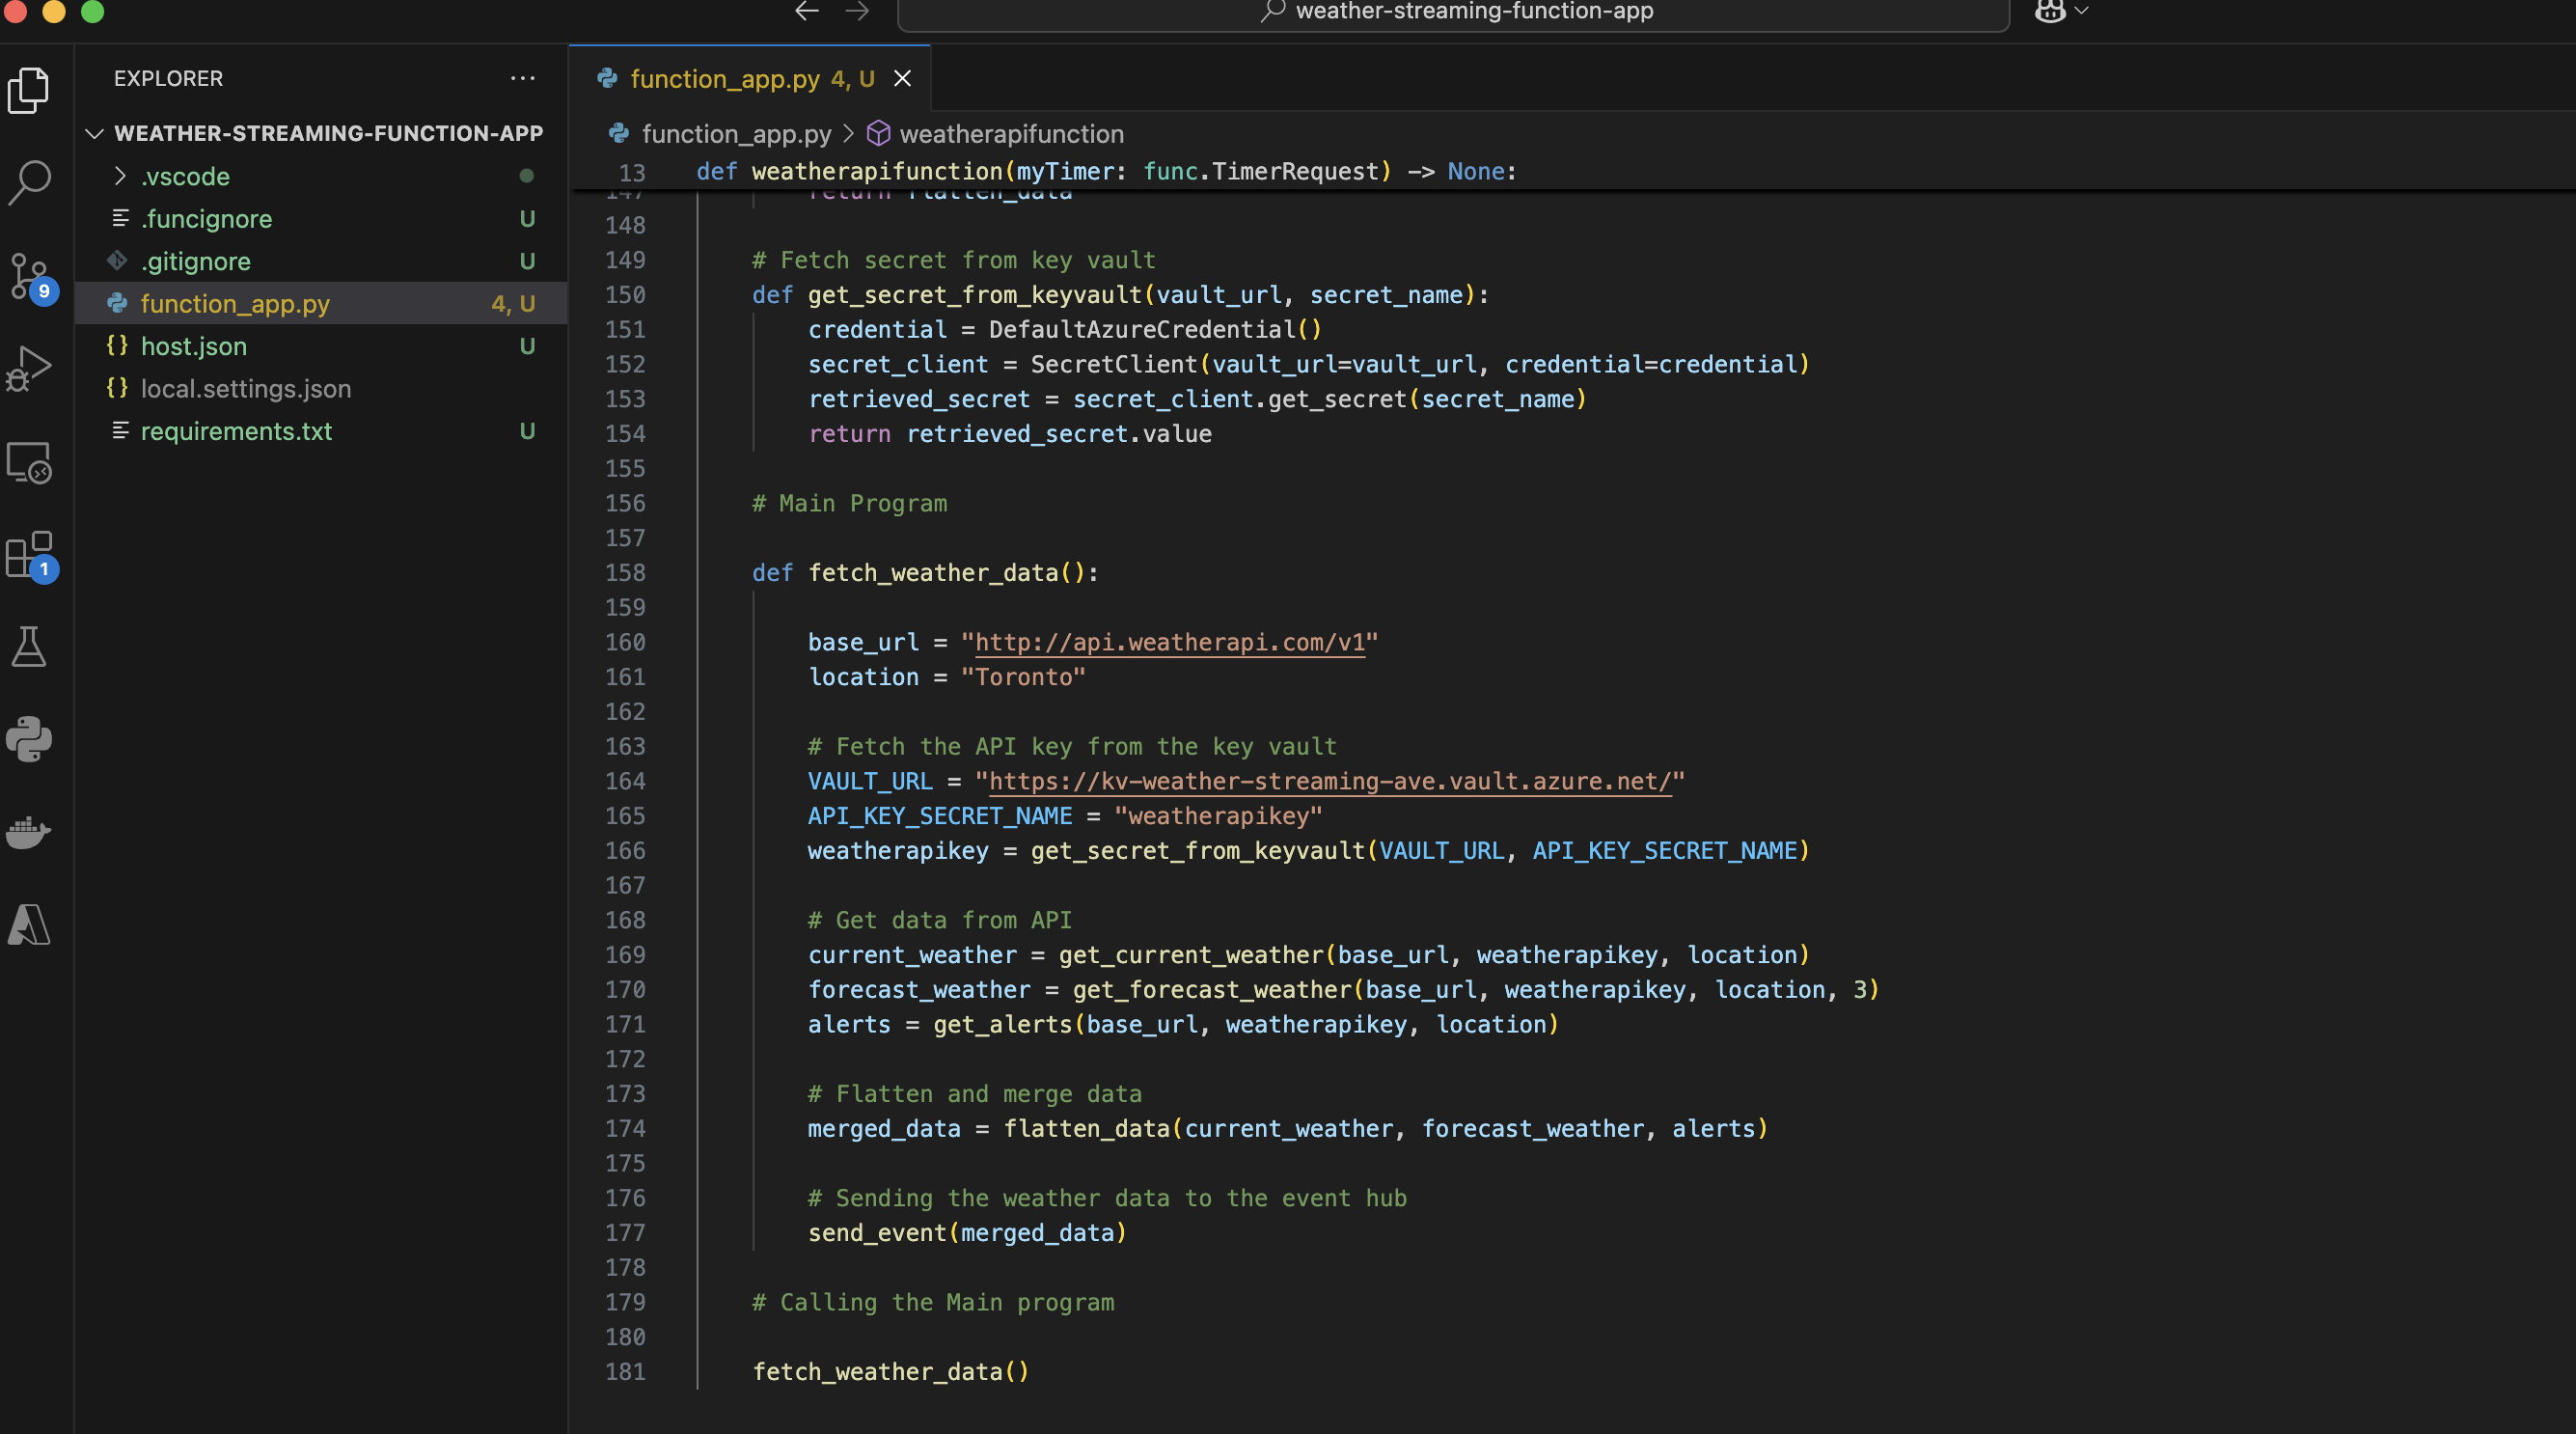 weather-streaming-function-app
EXPLORER
WEATHER-STREAMING-FUNCTION-APP
.vscode
.funcignore U
.gitignore U
function_app.py 4, U
host.json U
local.settings.json
requirements.txt U
9
1
function_app.py 4, U
function_app.py > weatherapifunction
13 def weatherapifunction(myTimer: func.TimerRequest) -> None:
147 return flatten_data
148
149 # Fetch secret from key vault
150 def get_secret_from_keyvault(vault_url, secret_name):
151 credential = DefaultAzureCredential()
152 secret_client = SecretClient(vault_url=vault_url, credential=credential)
153 retrieved_secret = secret_client.get_secret(secret_name)
154 return retrieved_secret.value
155
156 # Main Program
157
158 def fetch_weather_data():
159
160 base_url = "http://api.weatherapi.com/v1"
161 location = "Toronto"
162
163 # Fetch the API key from the key vault
164 VAULT_URL = "https://kv-weather-streaming-ave.vault.azure.net/"
165 API_KEY_SECRET_NAME = "weatherapikey"
166 weatherapikey = get_secret_from_keyvault(VAULT_URL, API_KEY_SECRET_NAME)
167
168 # Get data from API
169 current_weather = get_current_weather(base_url, weatherapikey, location)
170 forecast_weather = get_forecast_weather(base_url, weatherapikey, location, 3)
171 alerts = get_alerts(base_url, weatherapikey, location)
172
173 # Flatten and merge data
174 merged_data = flatten_data(current_weather, forecast_weather, alerts)
175
176 # Sending the weather data to the event hub
177 send_event(merged_data)
178
179 # Calling the Main program
180
181 fetch_weather_data()